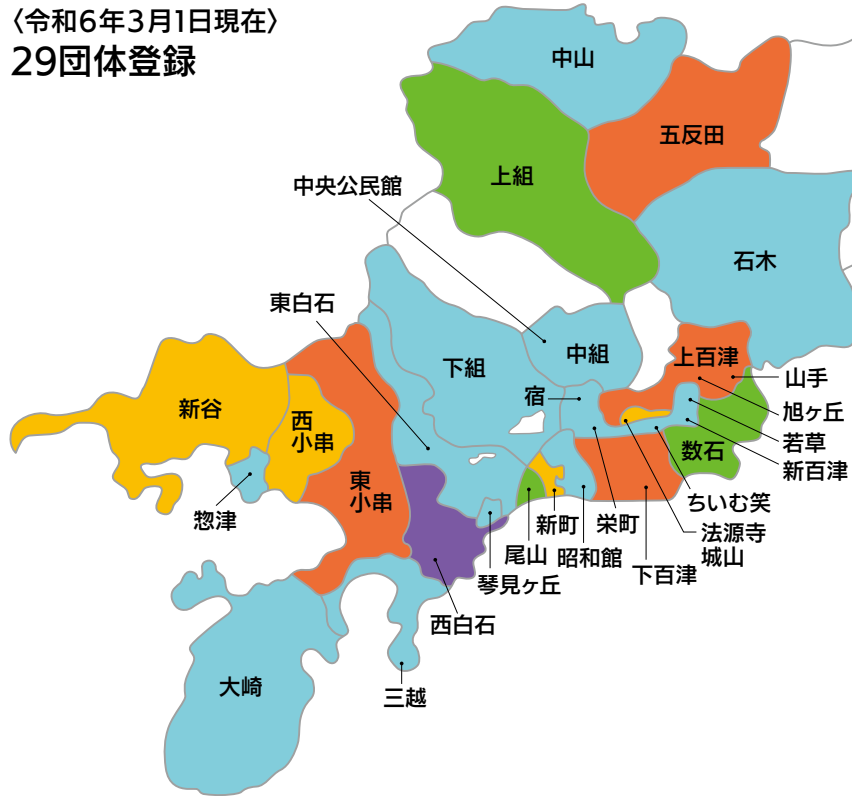 〈令和6年3月1日現在〉
29団体登録
中山
五反田
上組
中央公民館
石木
東白石
下組
中組
上百津
山手
宿
旭ヶ丘
新谷
西
小串
若草
数石
新百津
東
小串
ちいむ笑
惣津
新町
栄町
法源寺
城山
尾山
昭和館
下百津
琴見ヶ丘
西白石
大崎
三越